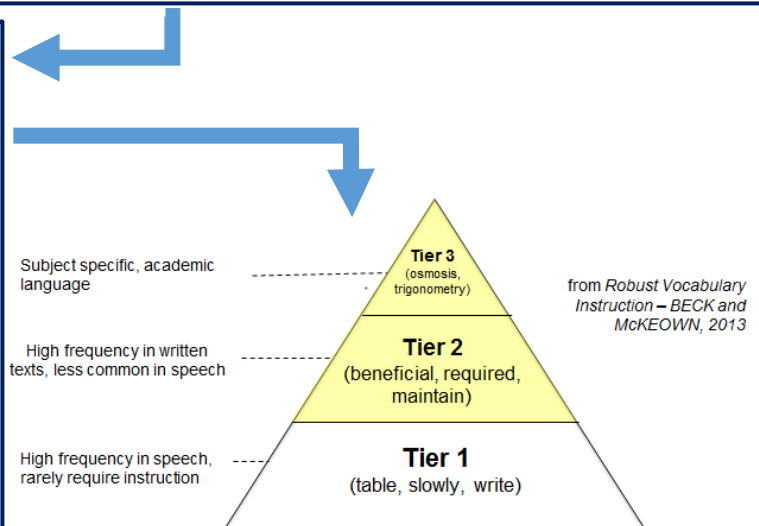 Subject specific, academic
language
Tier 3
(osmosis,
trigonometry)
from Robust Vocabulary
Instruction – BECK and
McKEOWN, 2013
High frequency in written
texts, less common in speech
Tier 2
(beneficial, required,
maintain)
High frequency in speech,
rarely require instruction
Tier 1
(table, slowly, write)